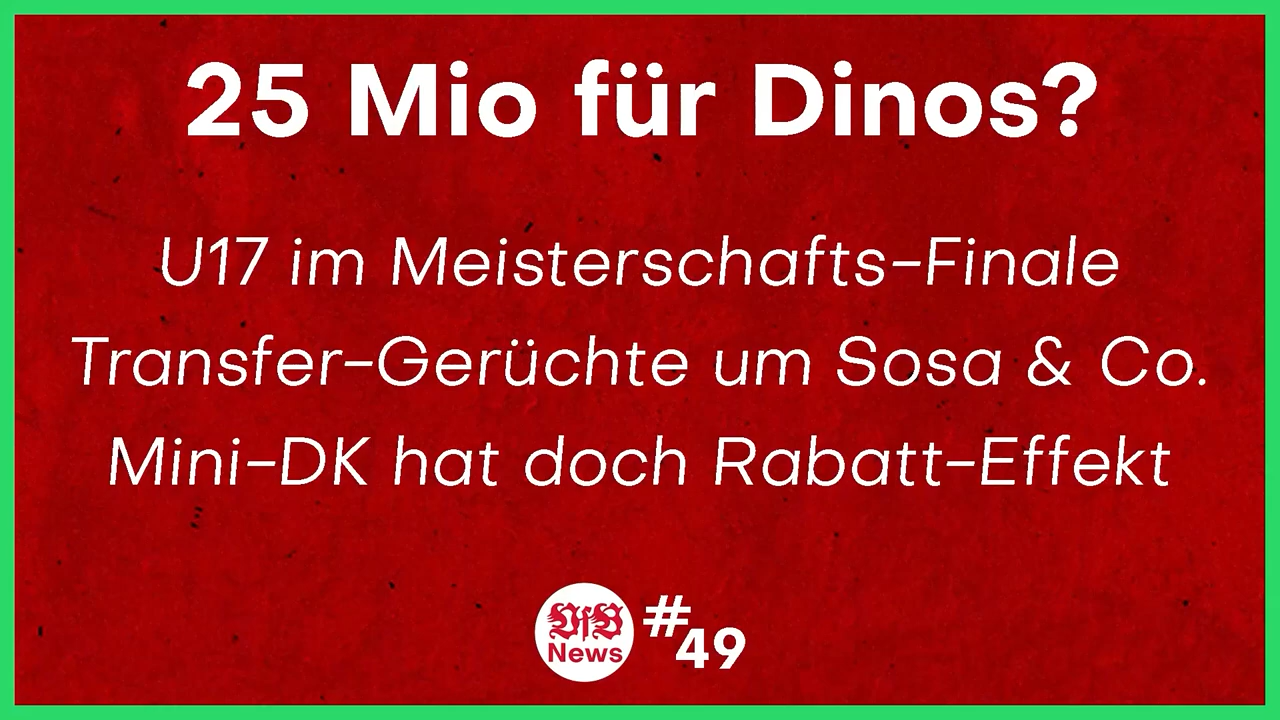 25 Mio für Dinos?
U17 im Meisterschafts-Finale
Transfer-Gerüchte um Sosa & Co.
Mini-DK hat doch Rabatt-Effekt
VfB
News
#49